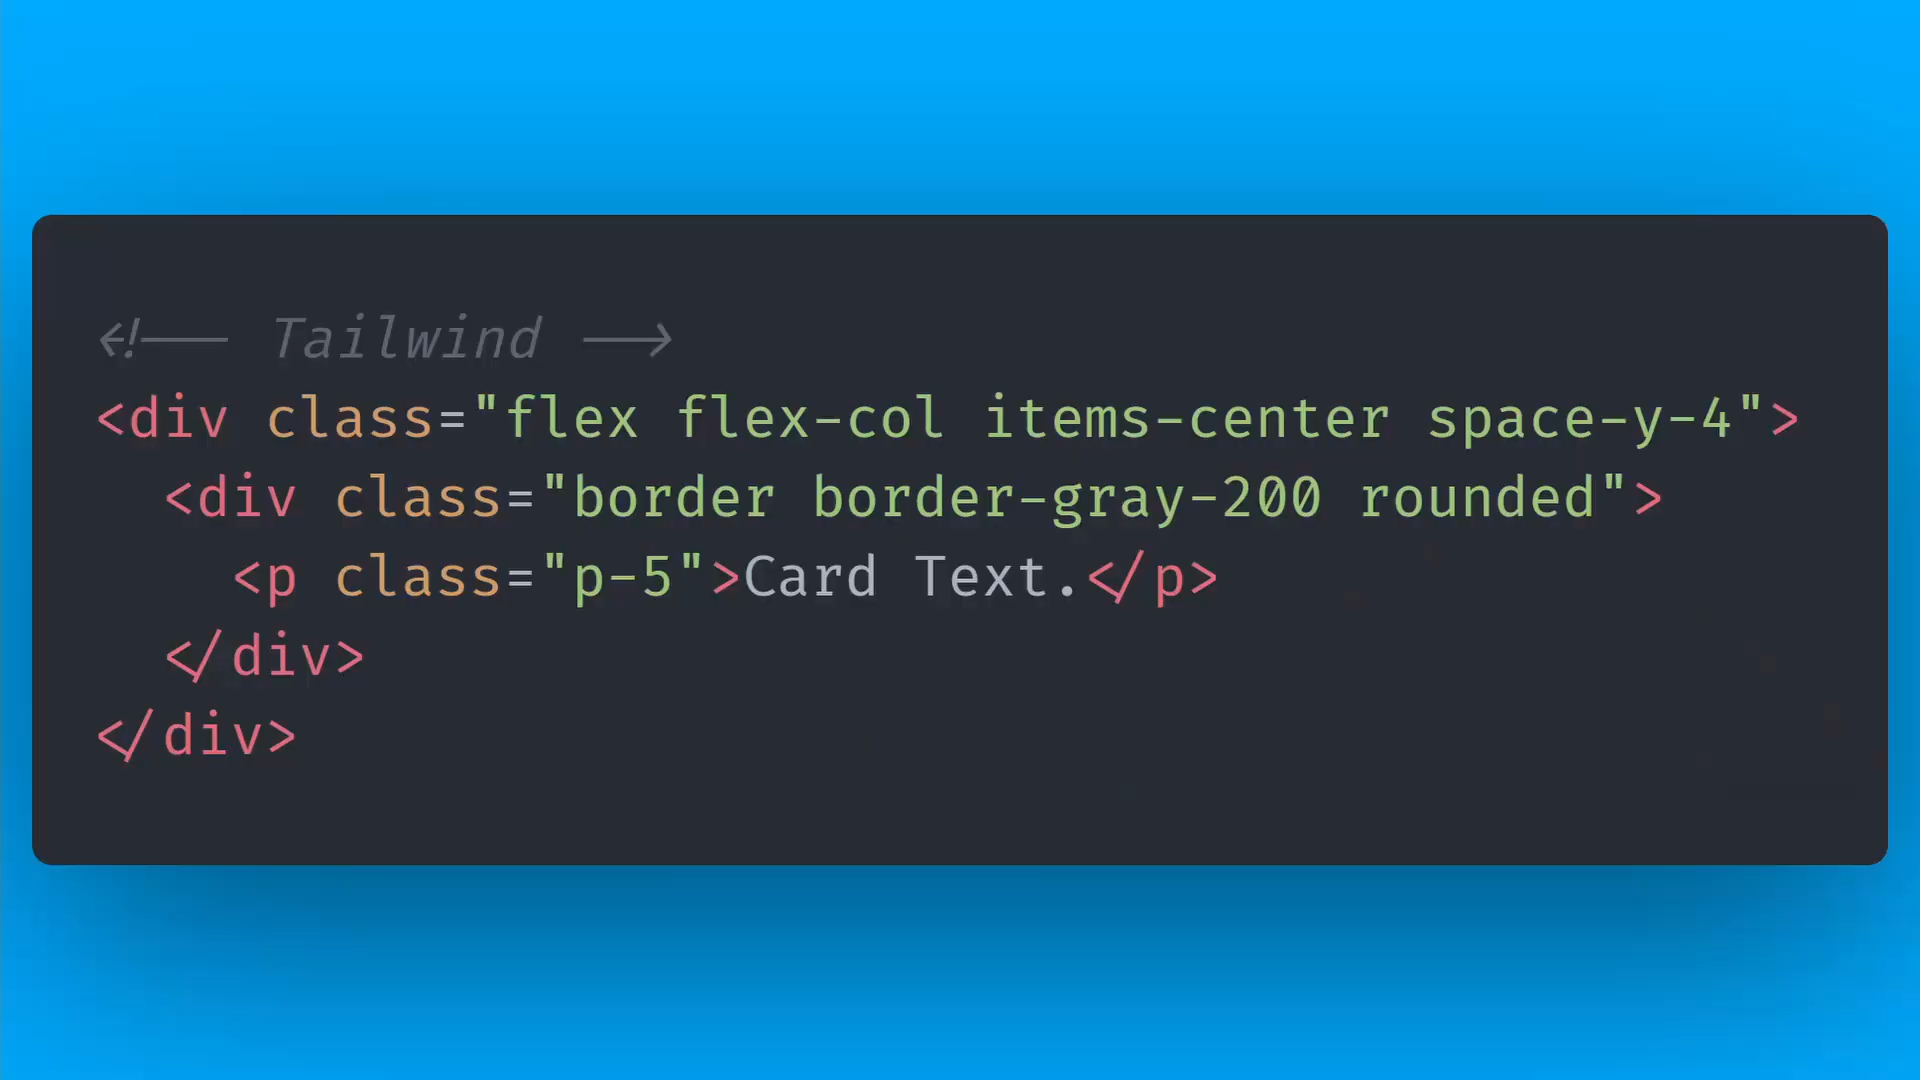 <!-- Tailwind -->
<div class="flex flex-col items-center space-y-4">
  <div class="border border-gray-200 rounded">
    <p class="p-5">Card Text.</p>
  </div>
</div>